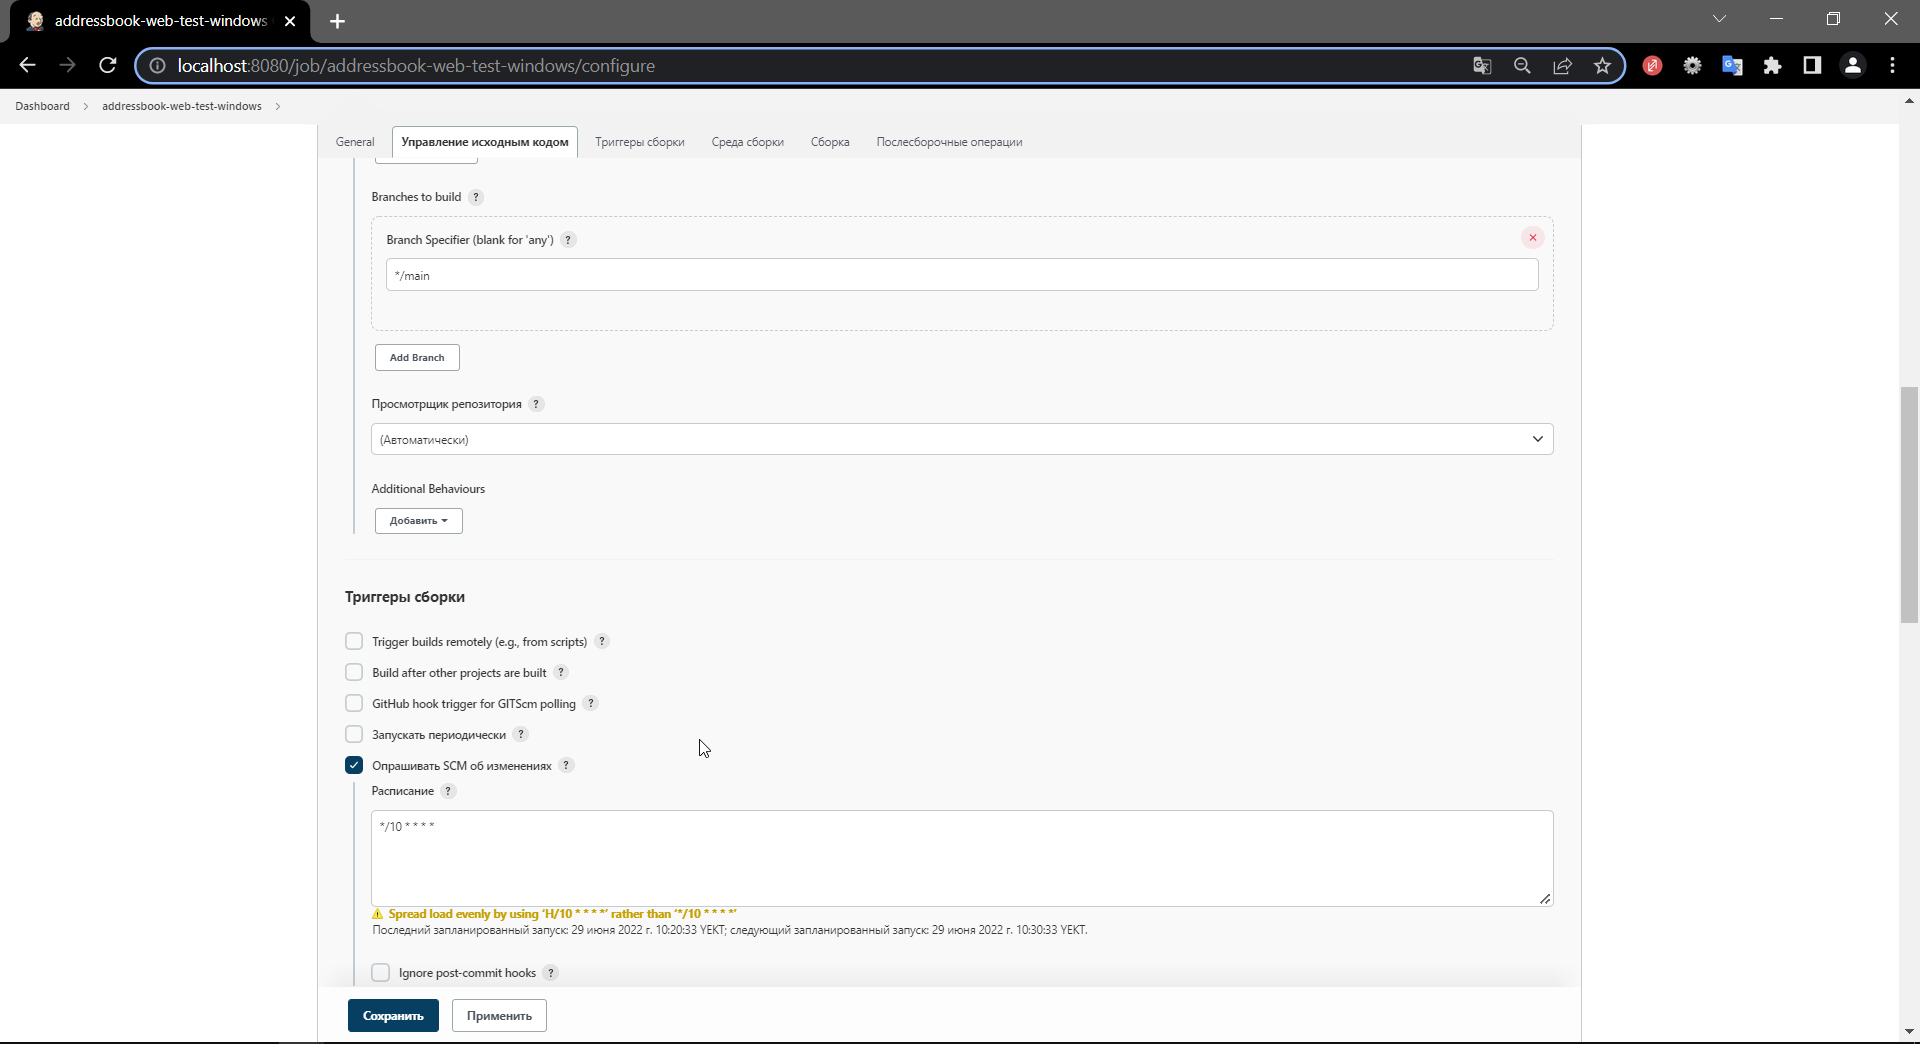 addressbook-web-test-windows
localhost:8080/job/addressbook-web-test-windows/configure
Dashboard
addressbook-web-test-windows
General
Управление исходным кодом
Триггеры сборки
Среда сборки
Сборка
Послесборочные операции
Branches to build ?
Branch Specifier (blank for 'any') ?
*/main
Add Branch
Просмотрщик репозитория ?
(Автоматически)
Additional Behaviours
Добавить
Триггеры сборки
Trigger builds remotely (e.g., from scripts) ?
Build after other projects are built ?
GitHub hook trigger for GITScm polling ?
Запускать периодически ?
Опрашивать SCM об изменениях ?
Расписание ?
*/10 * * * *
Spread load evenly by using ‘H/10 * * * *’ rather than ‘*/10 * * * *’
Последний запланированный запуск: 29 июня 2022 г. 10:20:33 YEKT; следующий запланированный запуск: 29 июня 2022 г. 10:30:33 YEKT.
Ignore post-commit hooks ?
Сохранить
Применить